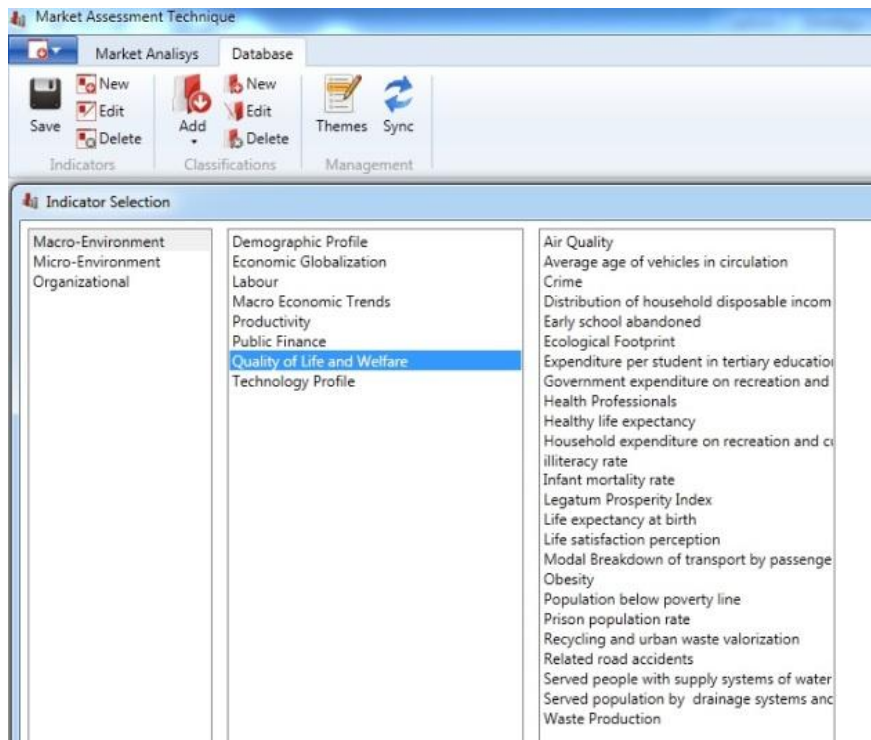 Market Assessment Technique
Market Analisys Database
Save
New
Edit
Delete
Indicators
Add
New
Edit
Delete
Classifications
Themes
Sync
Management
Indicator Selection
Macro-Environment
Micro-Environment
Organizational
Demographic Profile
Economic Globalization
Labour
Macro Economic Trends
Productivity
Public Finance
Quality of Life and Welfare
Technology Profile
Air Quality
Average age of vehicles in circulation
Crime
Distribution of household disposable incom
Early school abandoned
Ecological Footprint
Expenditure per student in tertiary education
Government expenditure on recreation and
Health Professionals
Healthy life expectancy
Household expenditure on recreation and cu
illiteracy rate
Infant mortality rate
Legatum Prosperity Index
Life expectancy at birth
Life satisfaction perception
Modal Breakdown of transport by passenge
Obesity
Population below poverty line
Prison population rate
Recycling and urban waste valorization
Related road accidents
Served people with supply systems of water
Served population by drainage systems and
Waste Production